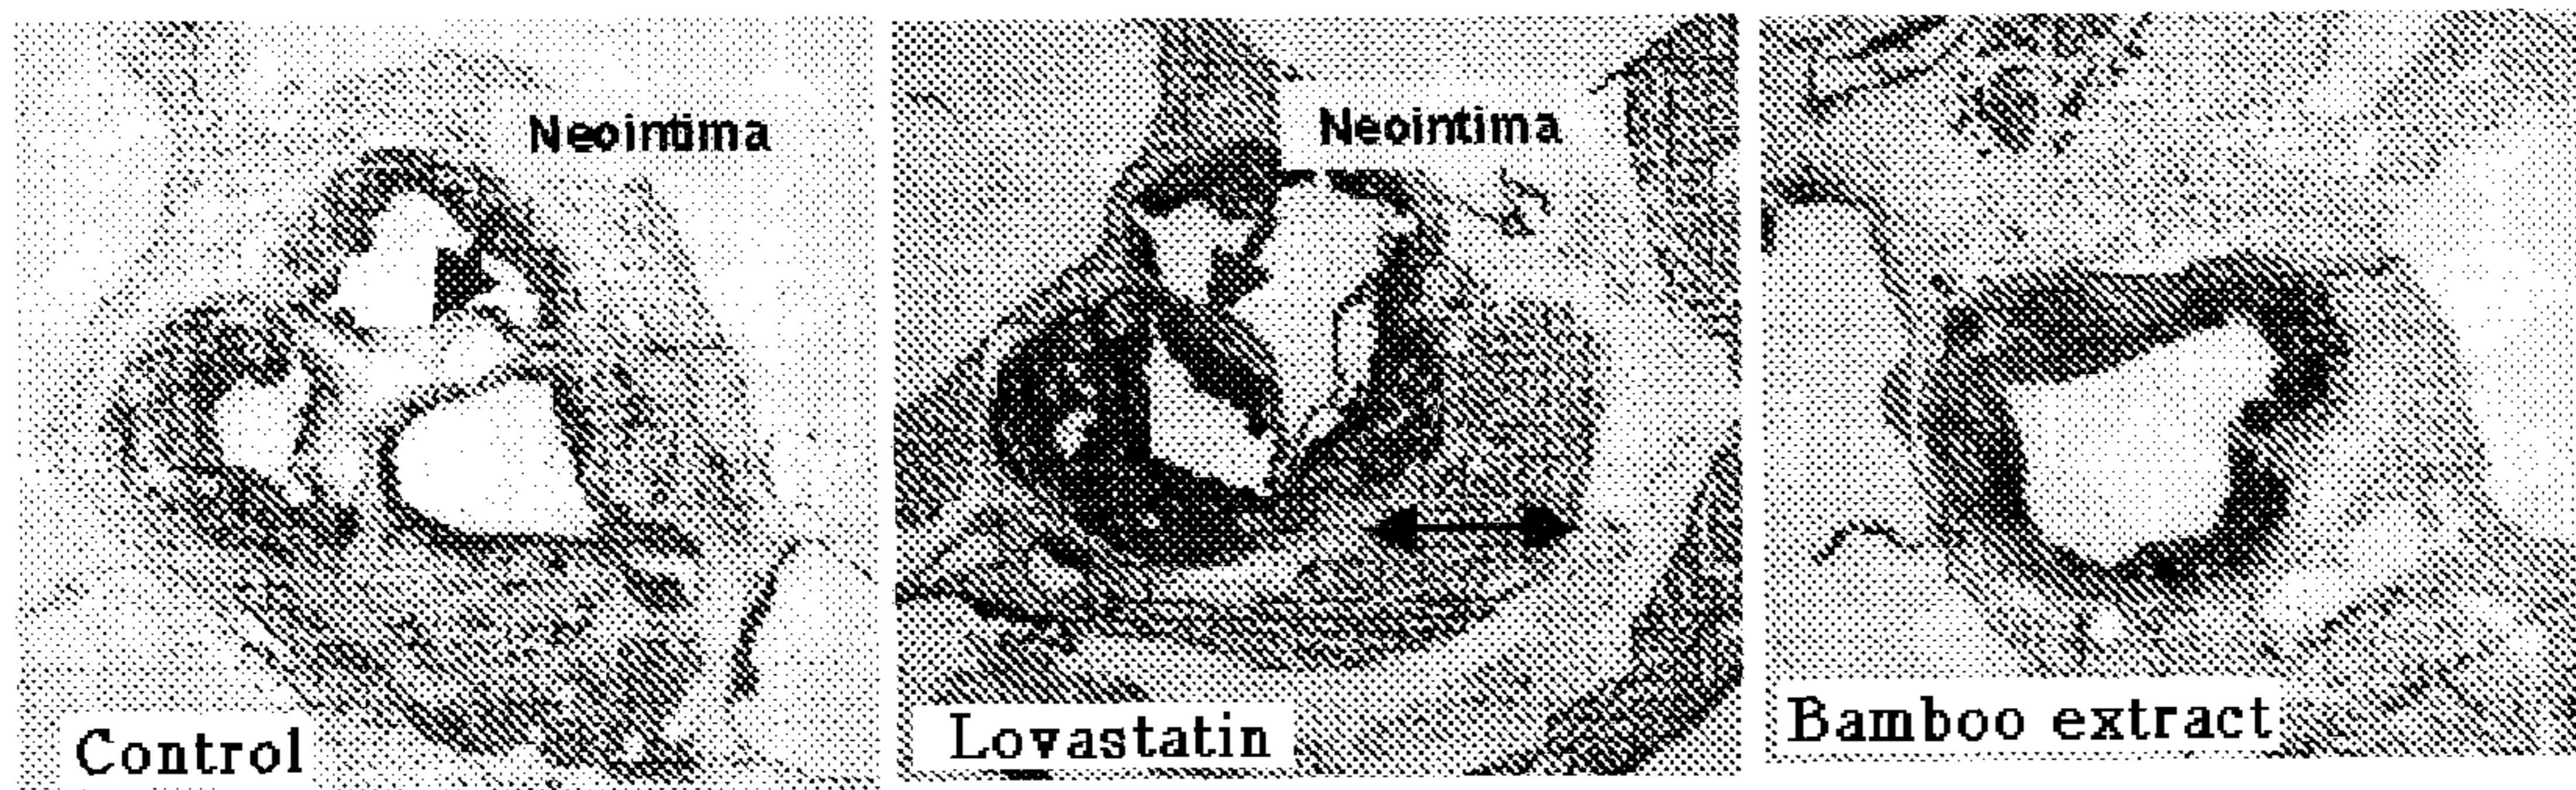 Neointima
Control
Neointima
Lovastatin
Bamboo extract